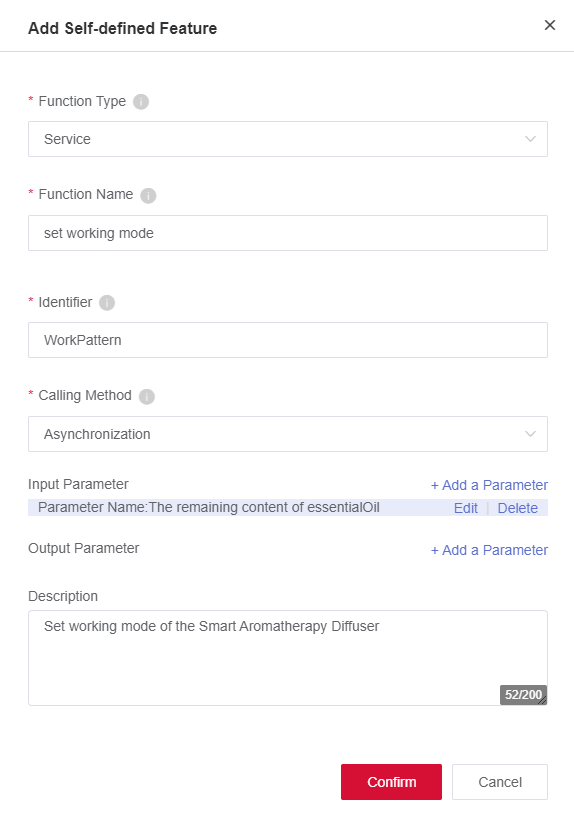 Add Self-defined Feature
* Function Type
Service
* Function Name
set working mode
* Identifier
WorkPattern
* Calling Method
Asynchronization
Input Parameter + Add a Parameter
Parameter Name:The remaining content of essentialOil Edit Delete
Output Parameter + Add a Parameter
Description
Set working mode of the Smart Aromatherapy Diffuser
52/200
Confirm Cancel